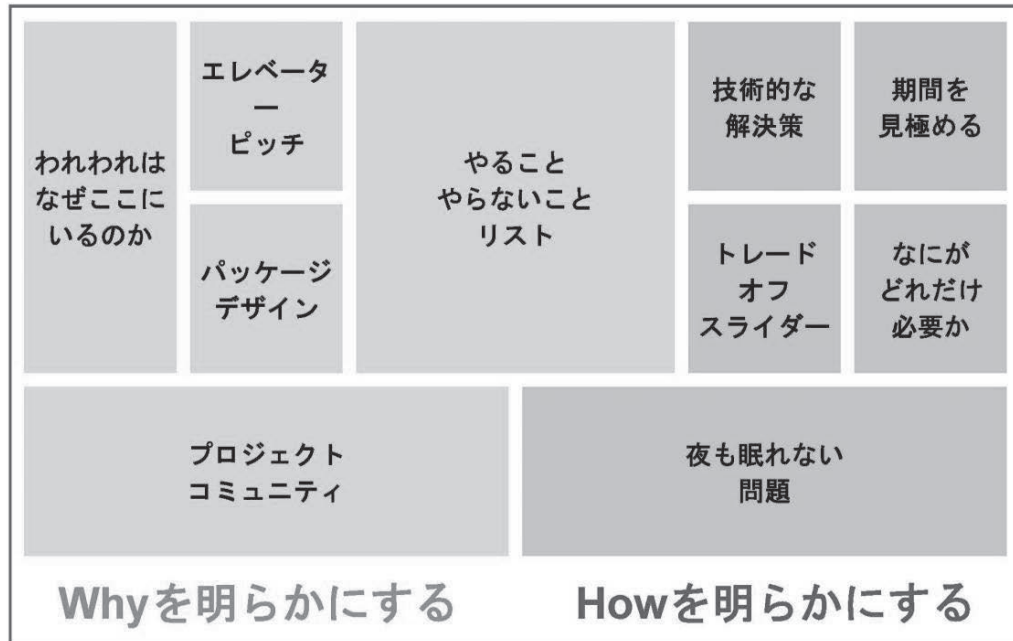 われわれは
なぜここに
いるのか
エレベータ
ー
ピッチ
パッケージ
デザイン
やること
やらないこと
リスト
技術的な
解決策
期間を
見極める
トレード
オフ
スライダー
なにが
どれだけ
必要か
プロジェクト
コミュニティ
夜も眠れない
問題
Whyを明らかにする
Howを明らかにする